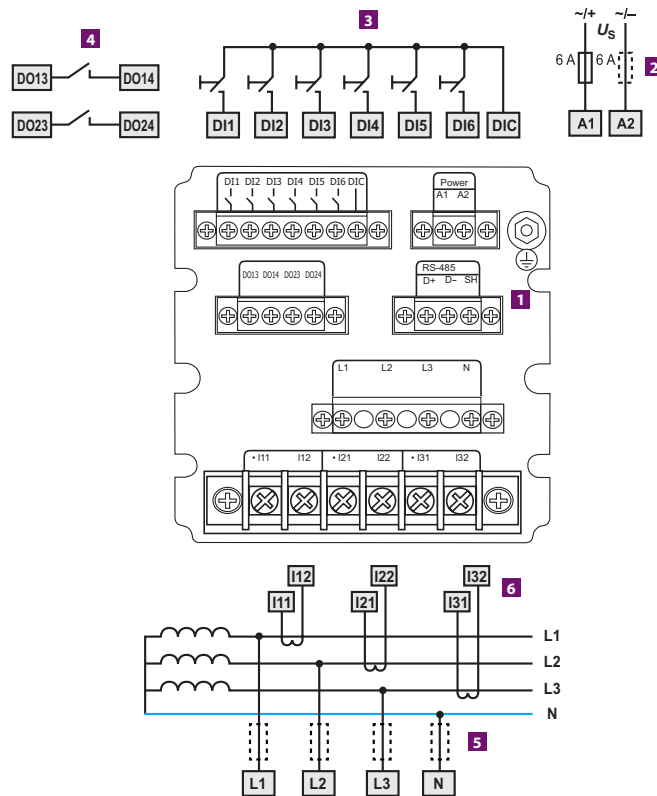 3
~/+ ~/–
4
U_S
6 A 6 A 2
DO13 DO14
DI1 DI2 DI3 DI4 DI5 DI6 DIC
A1 A2
DO23 DO24
DI1 DI2 DI3 DI4 DI5 DI6 DIC
Power
A1 A2
DO13 DO14 DO23 DO24
RS-485
D+ D– SH
1
L1 L2 L3 N
• I11 I12 • I21 I22 • I31 I32
I12 I22 I32 6
I11 I21 I31
L1
L2
L3
N
5
L1 L2 L3 N